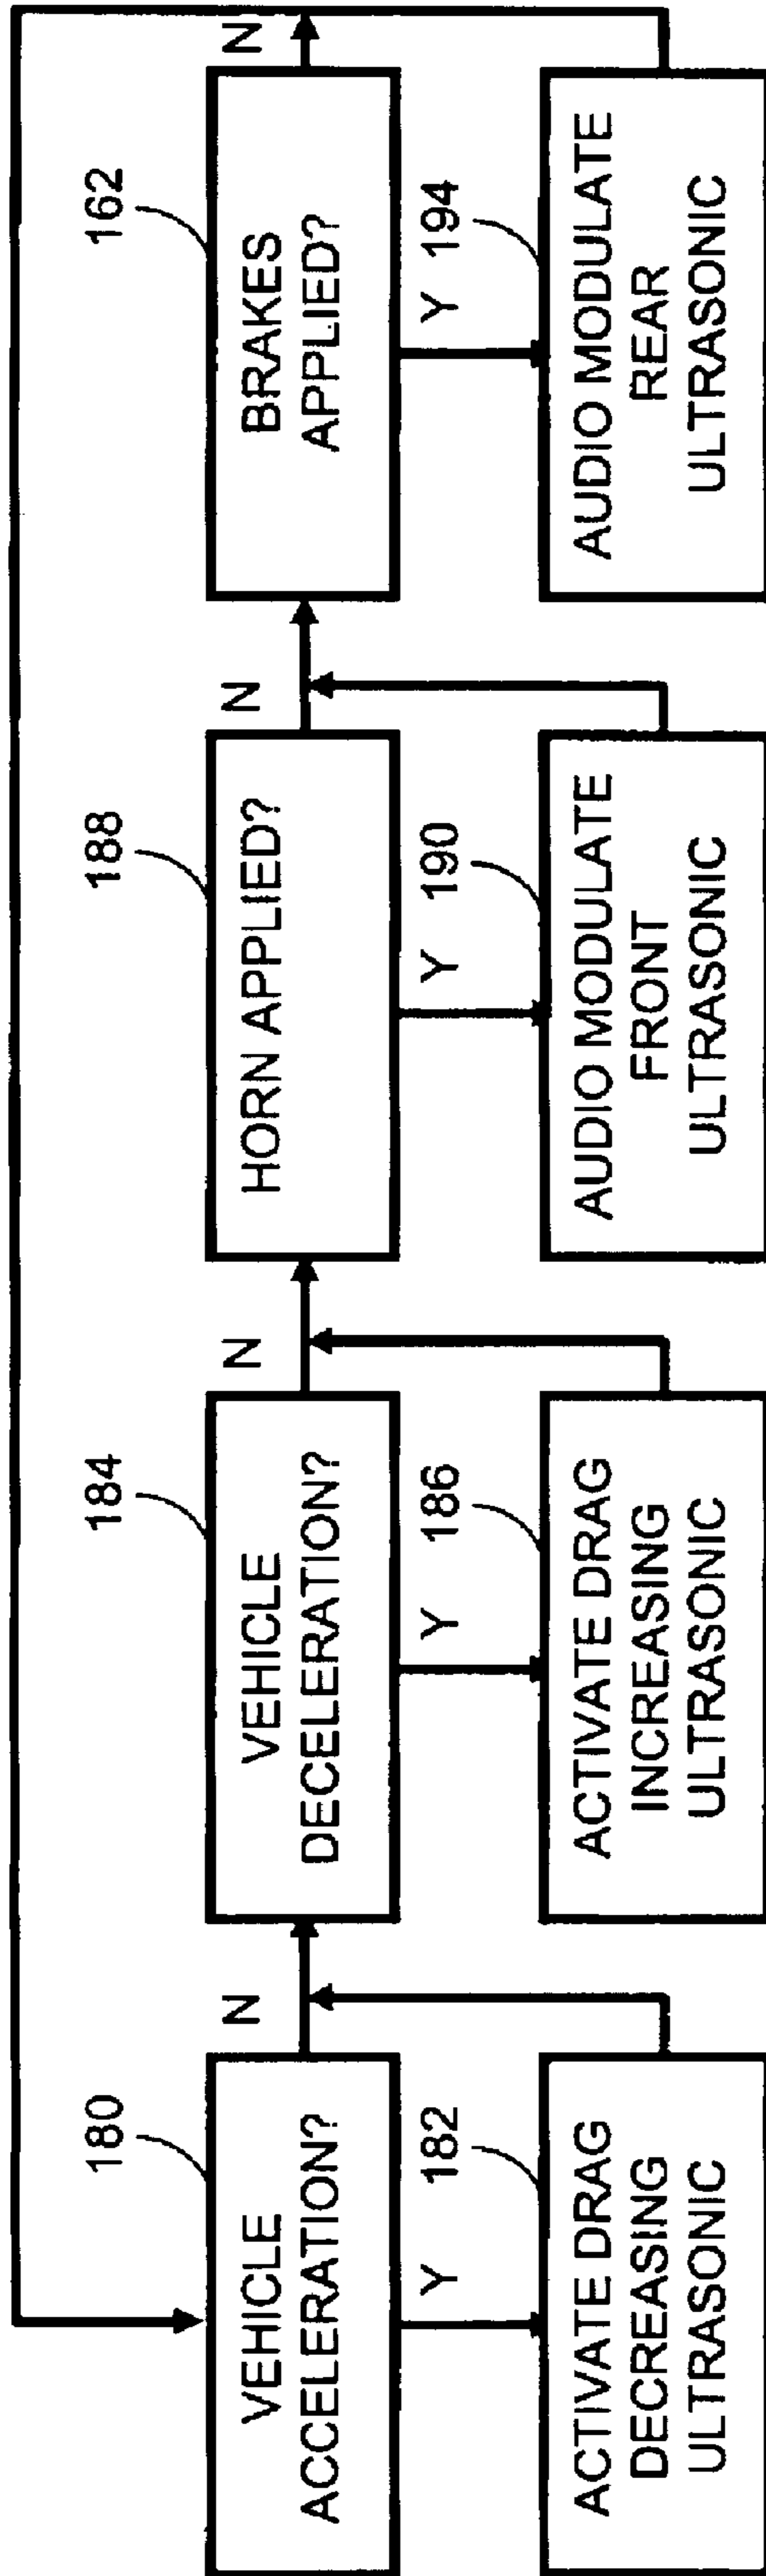 180
VEHICLE
ACCELERATION?
N
Y
182
ACTIVATE DRAG
DECREASING
ULTRASONIC
184
VEHICLE
DECELERATION?
N
Y
186
ACTIVATE DRAG
INCREASING
ULTRASONIC
188
HORN APPLIED?
N
Y
190
AUDIO MODULATE
FRONT
ULTRASONIC
162
BRAKES
APPLIED?
N
Y
194
AUDIO MODULATE
REAR
ULTRASONIC